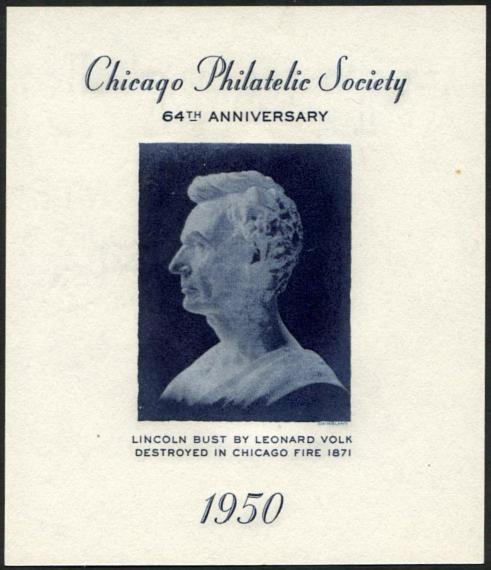 Chicago Philatelic Society
64TH ANNIVERSARY
LINCOLN BUST BY LEONARD VOLK
DESTROYED IN CHICAGO FIRE 1871
1950